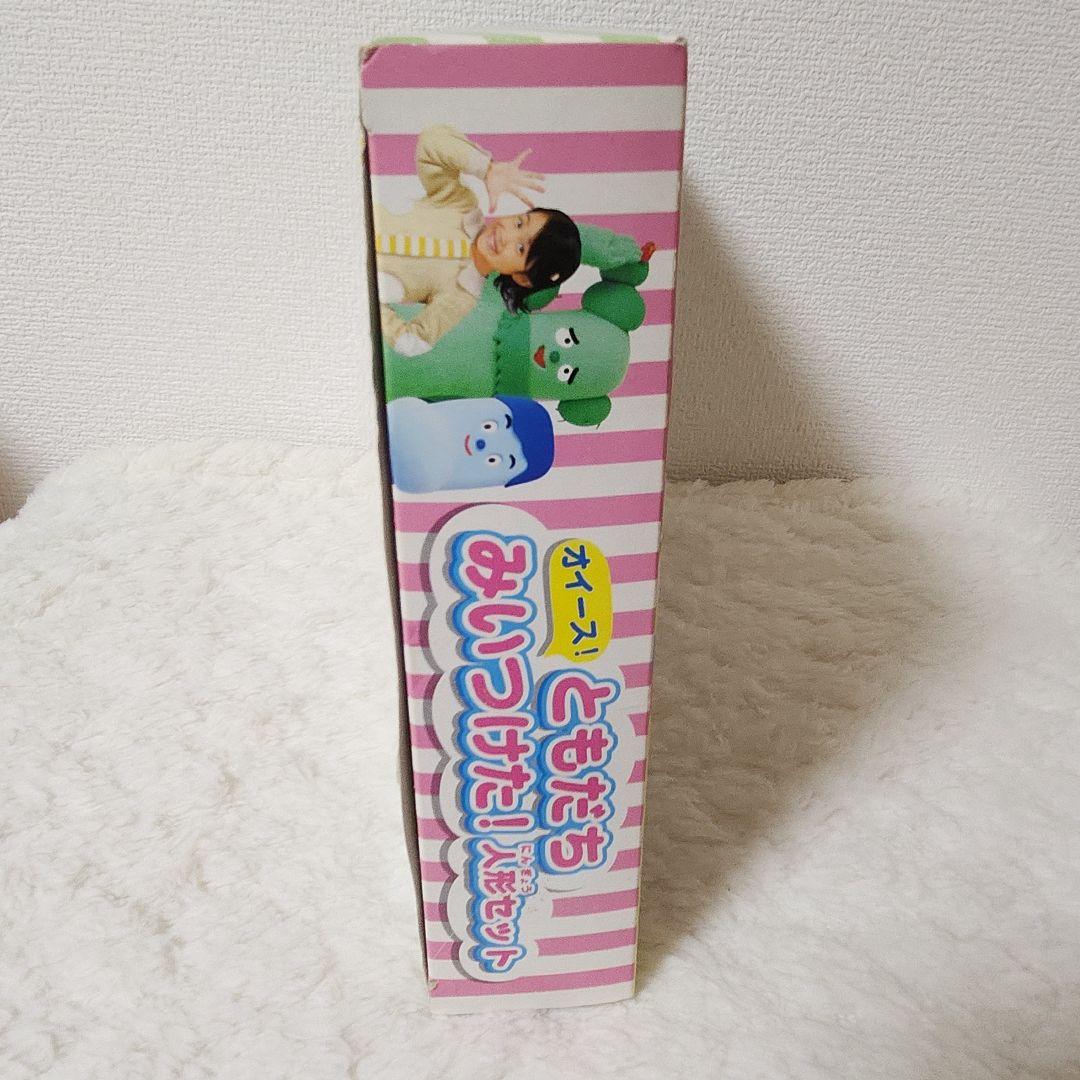 オイース!
ともだち
みいつけた!
にんぎょう
人形セット